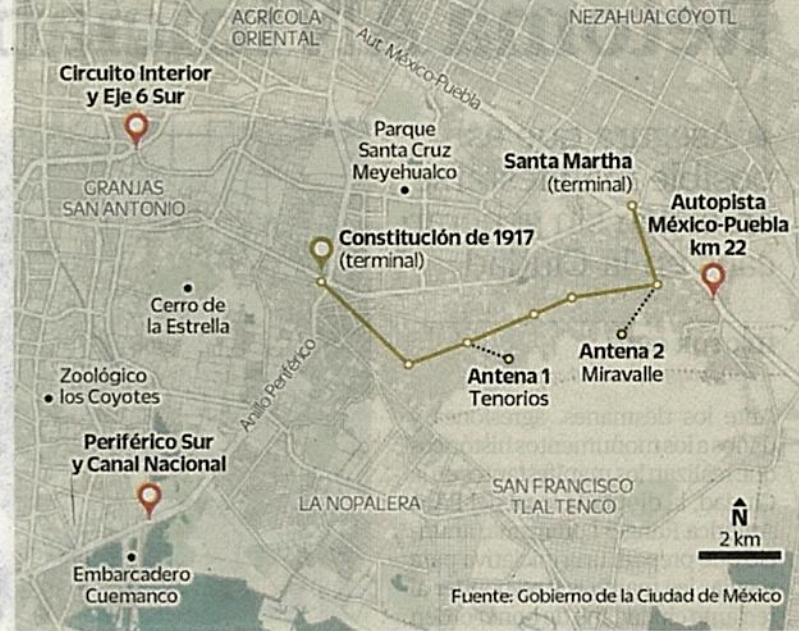 AGRÍCOLA
ORIENTAL
NEZAHUALCÓYOTL
Aut. México-Puebla
Circuito Interior
y Eje 6 Sur
Parque
Santa Cruz
Meyehualco
Santa Martha
(terminal)
GRANJAS
SAN ANTONIO
Autopista
México-Puebla
km 22
Constitución de 1917
(terminal)
Cerro de
la Estrella
Antena 2
Miravalle
Antena 1
Tenorios
Anillo Periférico
Zoológico
los Coyotes
Periférico Sur
y Canal Nacional
LA NOPALERA
SAN FRANCISCO
TLALTENCO
N
2 km
Embarcadero
Cuemanco
Fuente: Gobierno de la Ciudad de México